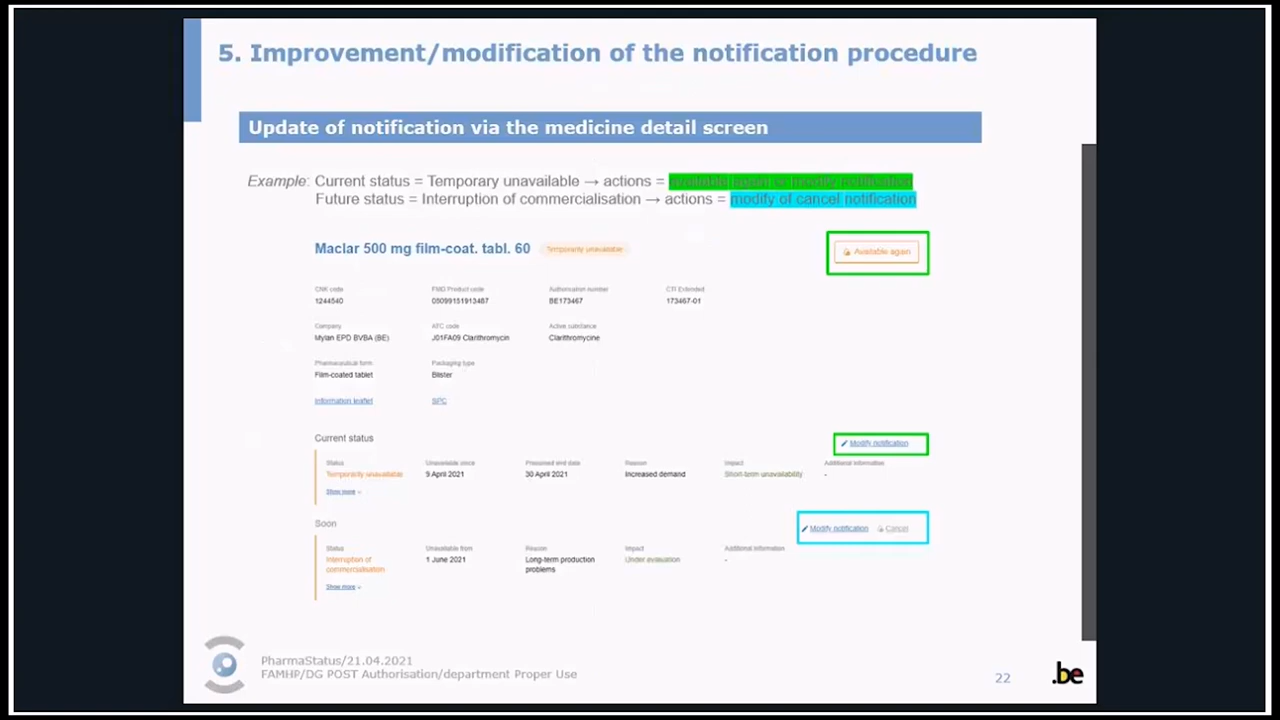 5. Improvement/modification of the notification procedure
Update of notification via the medicine detail screen
Example: Current status = Temporary unavailable → actions = available again or modify notification
Future status = Interruption of commercialisation → actions = modify of cancel notification
Maclar 500 mg film-coat. tabl. 60 Temporarily unavailable Available again
CNK code FMD Product code Authorisation number CTI Extended
1244540 05099151913487 BE173467 173467-01
Company ATC code Active substance
Mylan EPD BVBA (BE) J01FA09 Clarithromycin Clarithromycine
Pharmaceutical form Packaging type
Film-coated tablet Blister
Information leaflet SPC
Current status Modify notification
Status Unavailable since Presumed end date Reason Impact Additional information
Temporarily unavailable 9 April 2021 30 April 2021 Increased demand Short-term unavailability -
Show more
Soon Modify notification Cancel
Status Unavailable from Reason Impact Additional information
Interruption of 1 June 2021 Long-term production Under evaluation -
commercialisation problems
Show more
PharmaStatus/21.04.2021
FAMHP/DG POST Authorisation/department Proper Use
22 .be